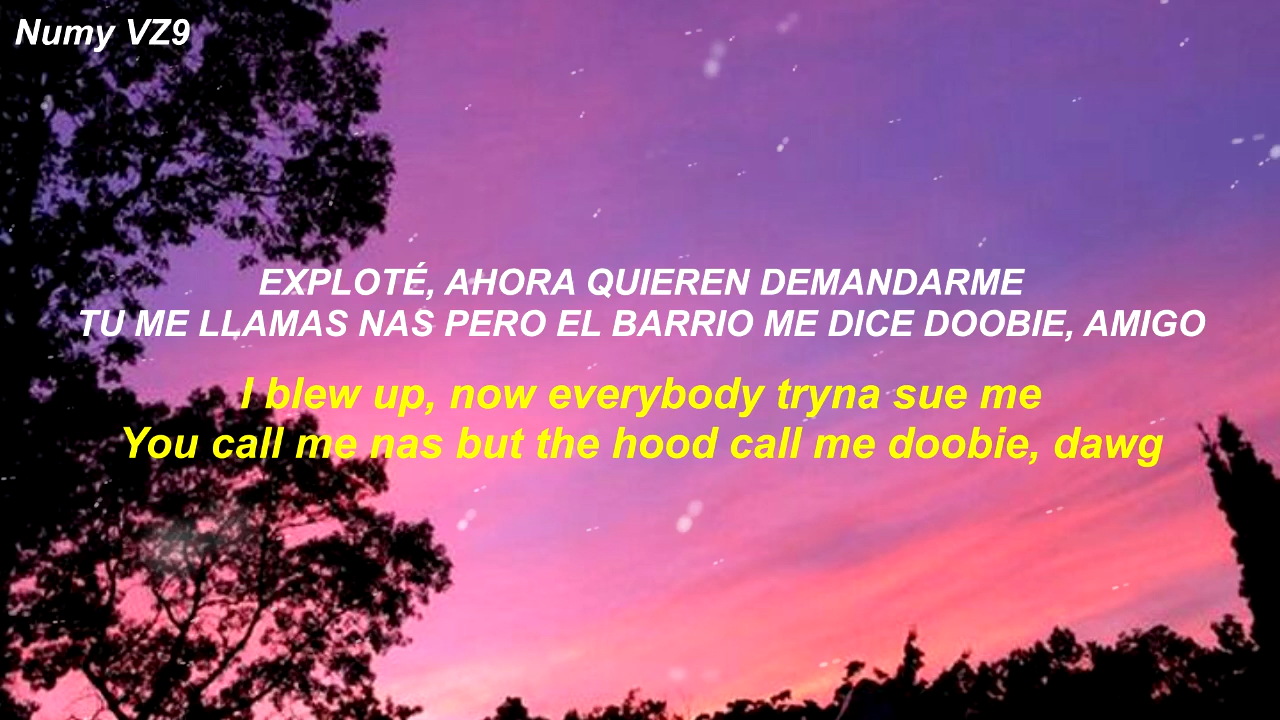 Numy VZ9
EXPLOTÉ, AHORA QUIEREN DEMANDARME
TU ME LLAMAS NAS PERO EL BARRIO ME DICE DOOBIE, AMIGO
I blew up, now everybody tryna sue me
You call me nas but the hood call me doobie, dawg